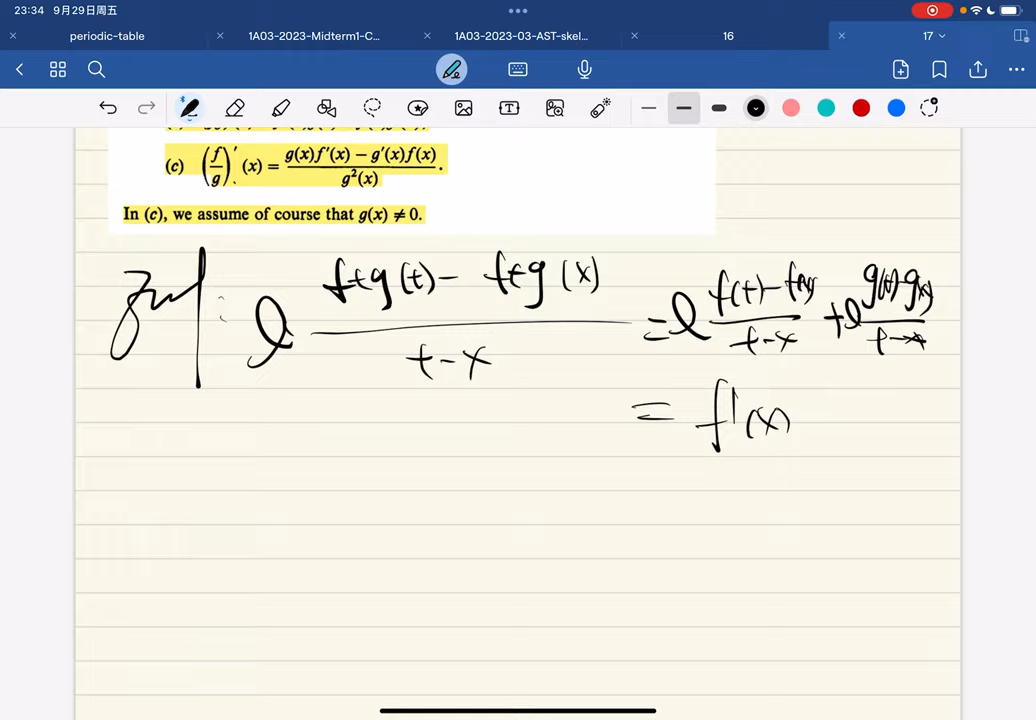 23:34 9月29日周五
periodic-table
1A03-2023-Midterm1-C...
1A03-2023-03-AST-skel...
16
17
(c) (f/g)′(x) = (g(x)f′(x) − g′(x)f(x)) / g²(x).
In (c), we assume of course that g(x) ≠ 0.
l (f+g(t) − f+g(x)) / (t−x) = l (f(t)−f(x)) / (t−x) + l (g(t)−g(x)) / (t−x)
= f'(x)